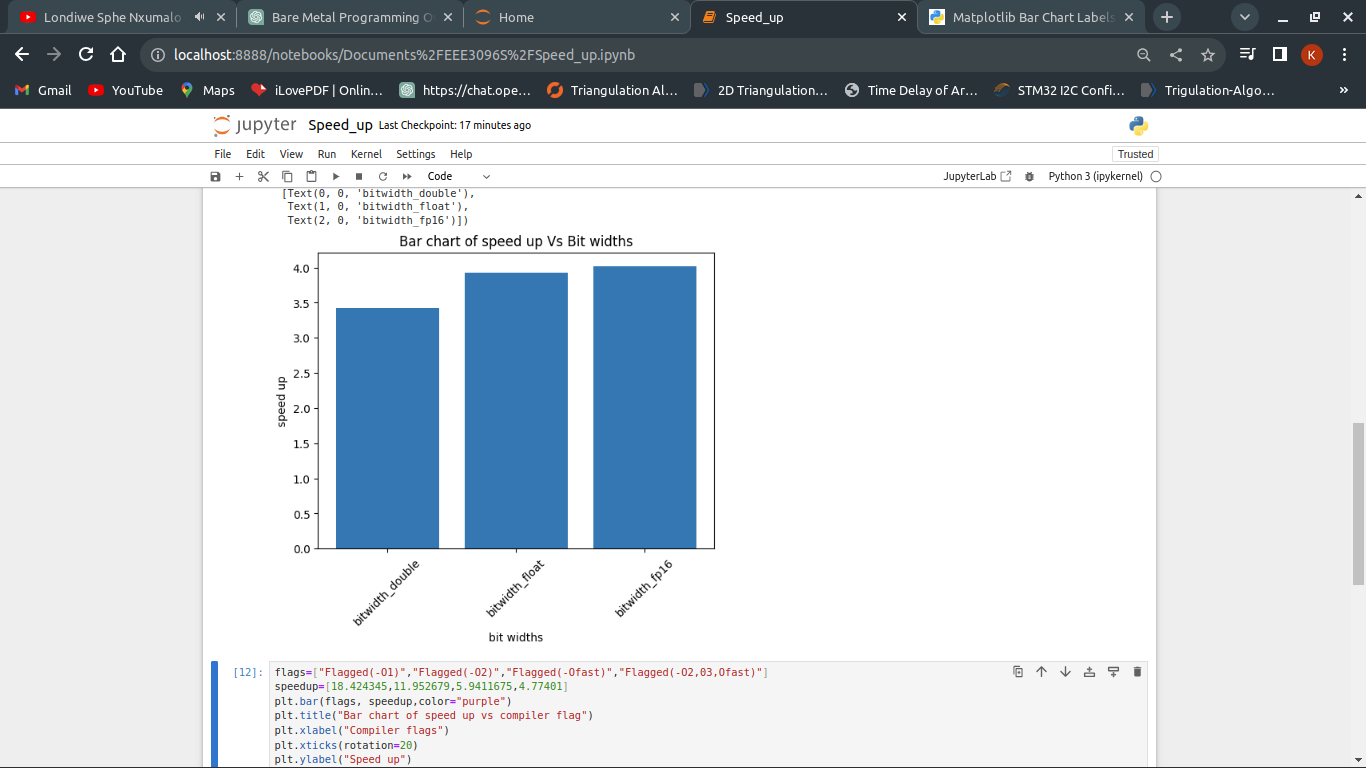 Londiwe Sphe Nxumalo
Bare Metal Programming O
Home
Speed_up
Matplotlib Bar Chart Labels
localhost:8888/notebooks/Documents%2FEEE3096S%2FSpeed_up.ipynb
K
Gmail
YouTube
Maps
iLovePDF | Onlin...
https://chat.ope...
Triangulation Al...
2D Triangulation...
Time Delay of Ar...
STM32 I2C Confi...
Trigulation-Algo...
»
jupyter Speed_up Last Checkpoint: 17 minutes ago
File Edit View Run Kernel Settings Help
Trusted
Code
JupyterLab
Python 3 (ipykernel)
[Text(0, 0, 'bitwidth_double'),
Text(1, 0, 'bitwidth_float'),
Text(2, 0, 'bitwidth_fp16')])
Bar chart of speed up Vs Bit widths
4.0
3.5
3.0
2.5
2.0
1.5
1.0
0.5
0.0
speed up
bitwidth_double
bitwidth_float
bitwidth_fp16
bit widths
[12]:
flags=["Flagged(-O1)","Flagged(-O2)","Flagged(-Ofast)","Flagged(-O2,03,Ofast)"]
speedup=[18.424345,11.952679,5.9411675,4.77401]
plt.bar(flags, speedup,color="purple")
plt.title("Bar chart of speed up vs compiler flag")
plt.xlabel("Compiler flags")
plt.xticks(rotation=20)
plt.ylabel("Speed up")